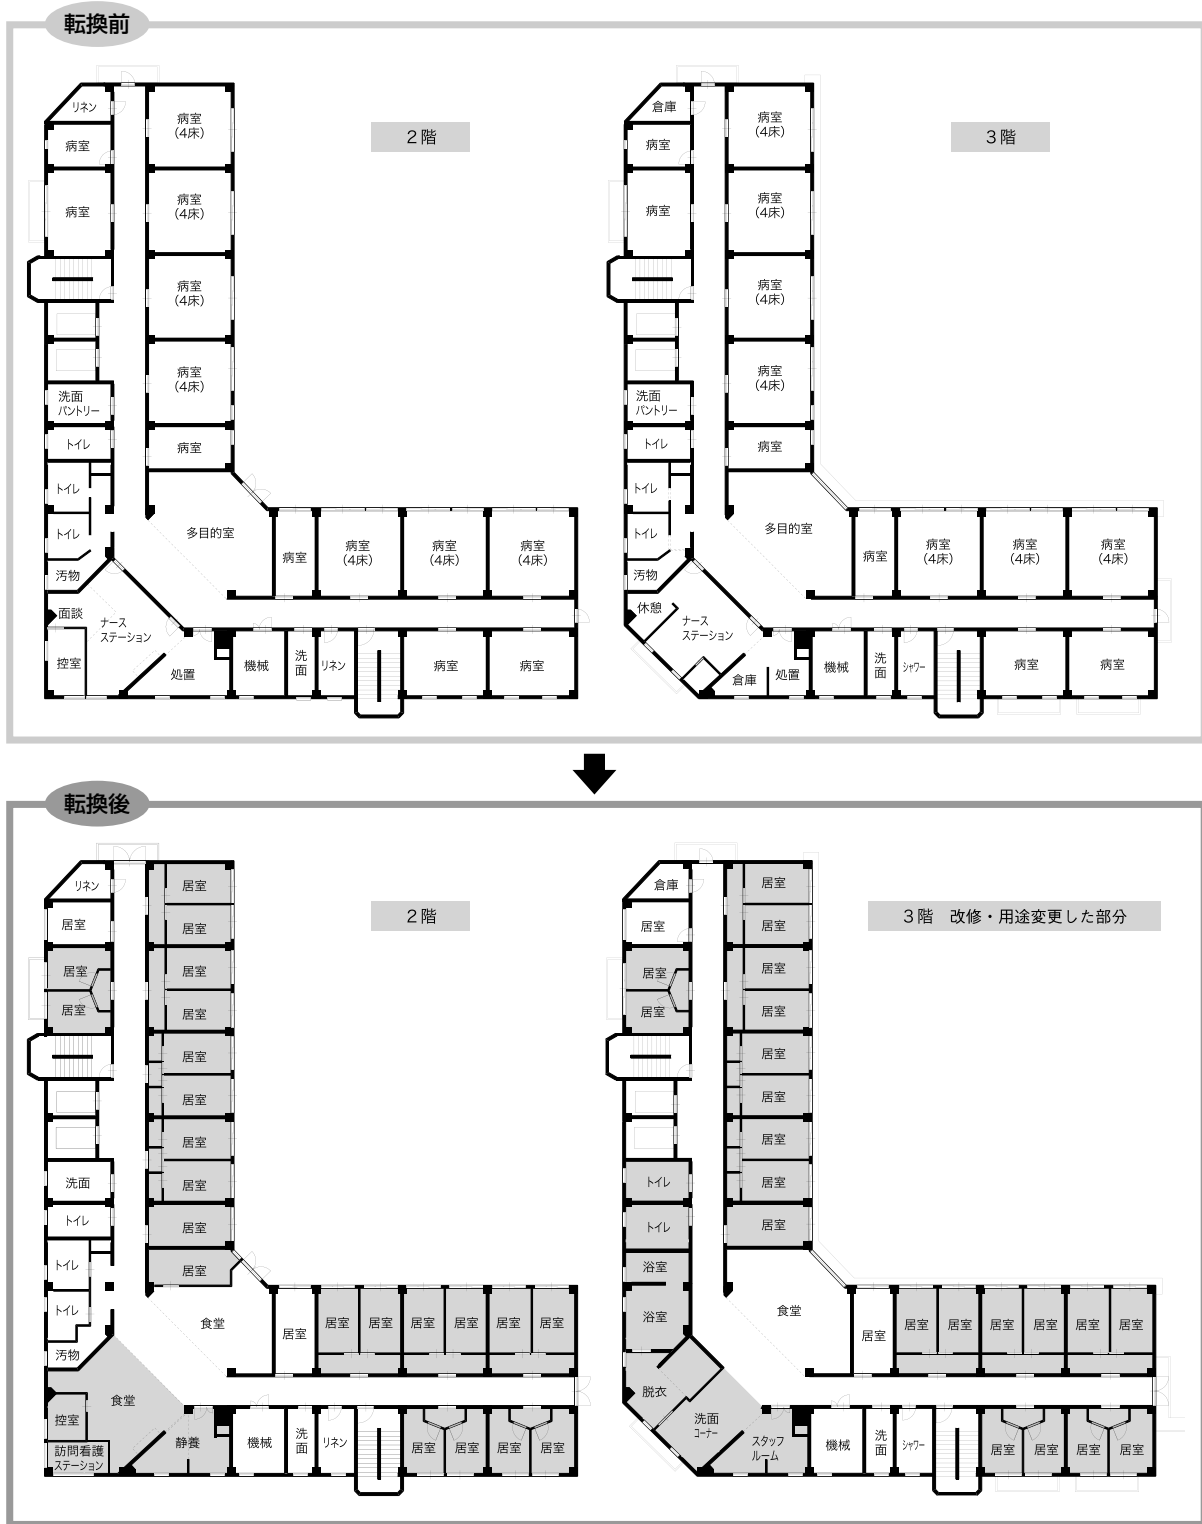 転換前
2階
リネン
病室
(4床)
病室
病室
(4床)
病室
病室
(4床)
病室
(4床)
洗面
パントリー
トイレ
病室
トイレ
トイレ
多目的室
病室
病室
(4床)
病室
(4床)
病室
(4床)
汚物
面談
ナース
ステーション
控室
処置
機械
洗面
リネン
病室
病室
3階
倉庫
病室
(4床)
病室
病室
(4床)
病室
病室
(4床)
病室
(4床)
洗面
パントリー
トイレ
病室
トイレ
トイレ
多目的室
病室
病室
(4床)
病室
(4床)
病室
(4床)
汚物
休憩
ナース
ステーション
倉庫
処置
機械
洗面
シャワー
病室
病室
転換後
2階
リネン
居室
居室
居室
居室
居室
居室
居室
居室
居室
居室
居室
洗面
トイレ
居室
居室
トイレ
トイレ
食堂
居室
居室
居室
居室
居室
居室
居室
汚物
食堂
控室
訪問看護
ステーション
静養
機械
洗面
リネン
居室
居室
居室
居室
3階 改修・用途変更した部分
倉庫
居室
居室
居室
居室
居室
居室
居室
居室
居室
居室
居室
トイレ
トイレ
居室
浴室
浴室
食堂
居室
居室
居室
居室
居室
居室
居室
脱衣
洗面
コーナー
スタッフ
ルーム
機械
洗面
シャワー
居室
居室
居室
居室